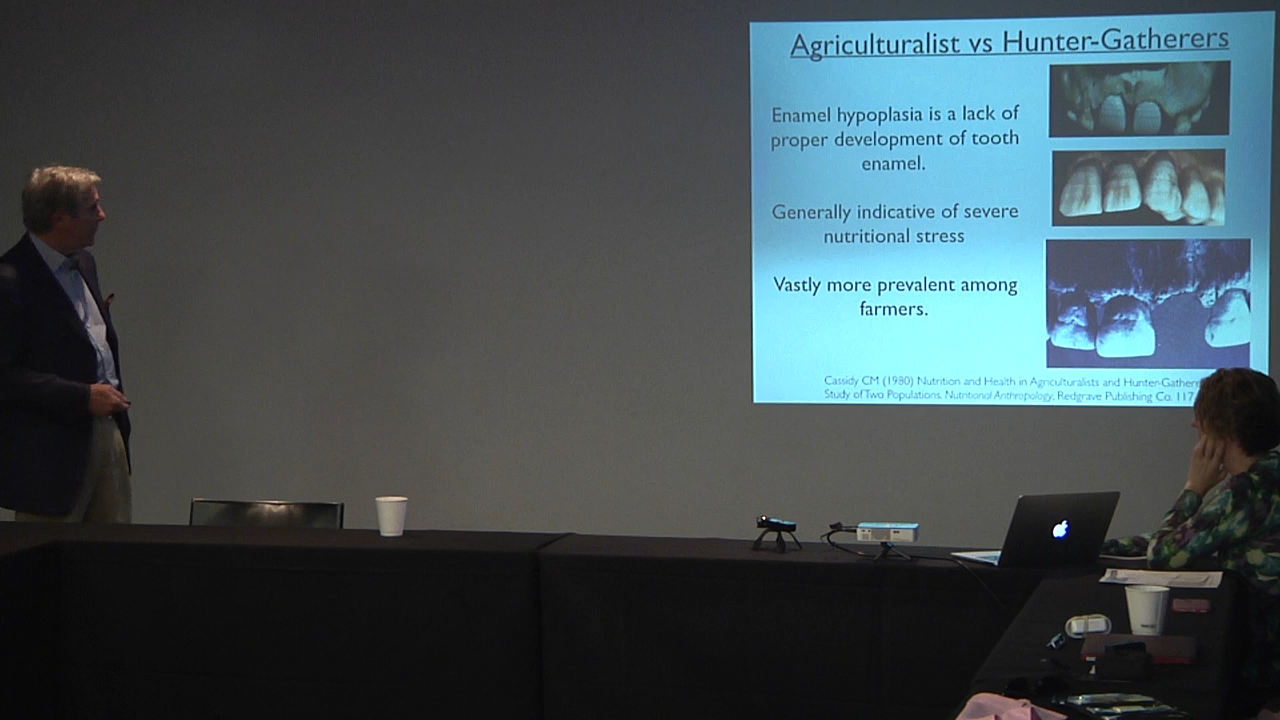 Agriculturalist vs Hunter-Gatherers
Enamel hypoplasia is a lack of
proper development of tooth
enamel.
Generally indicative of severe
nutritional stress
Vastly more prevalent among
farmers.
Cassidy CM (1980) Nutrition and Health in Agriculturalists and Hunter-Gathere
Study of Two Populations. Nutritional Anthropology, Redgrave Publishing Co. 117